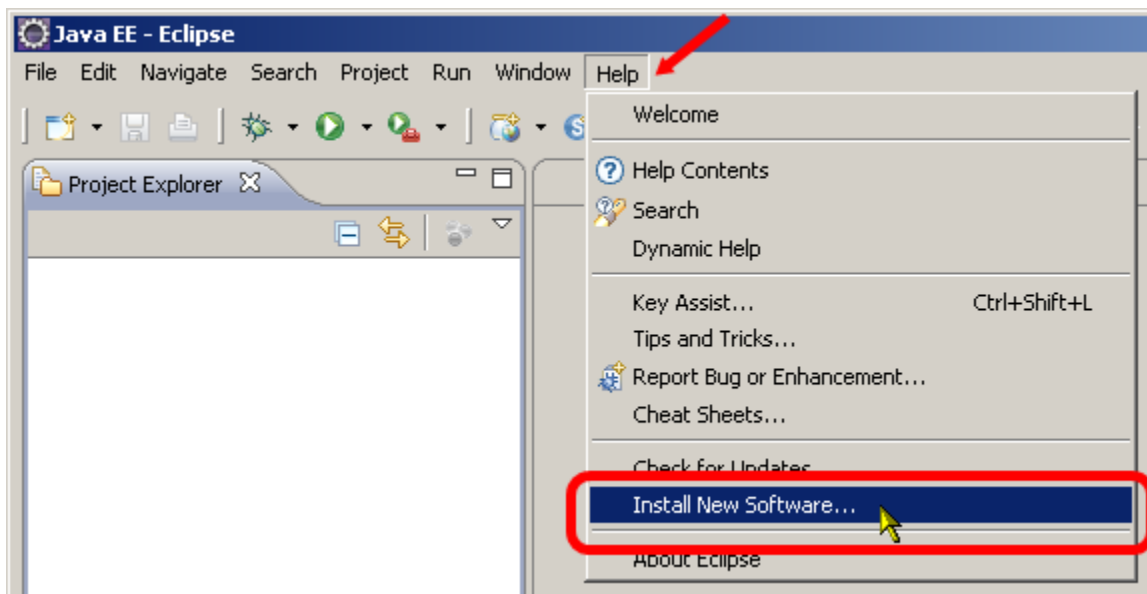 Java EE - Eclipse
File Edit Navigate Search Project Run Window Help
Project Explorer
Welcome
Help Contents
Search
Dynamic Help
Key Assist... Ctrl+Shift+L
Tips and Tricks...
Report Bug or Enhancement...
Cheat Sheets...
Check for Updates
Install New Software...
About Eclipse